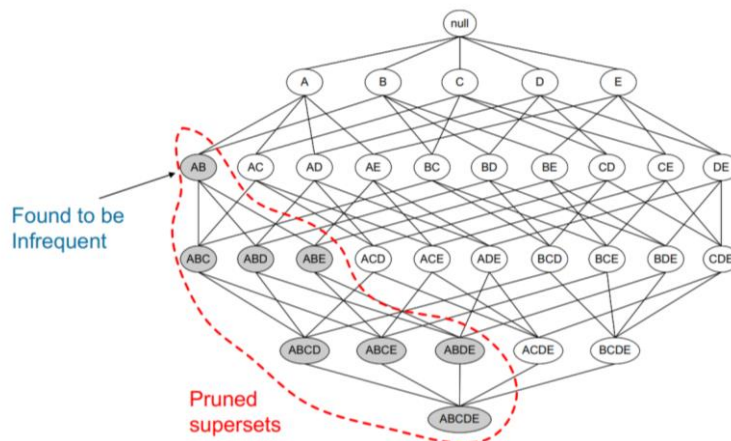 null
A B C D E
AB AC AD AE BC BD BE CD CE DE
Found to be
Infrequent
ABC ABD ABE ACD ACE ADE BCD BCE BDE CDE
ABCD ABCE ABDE ACDE BCDE
Pruned
supersets
ABCDE